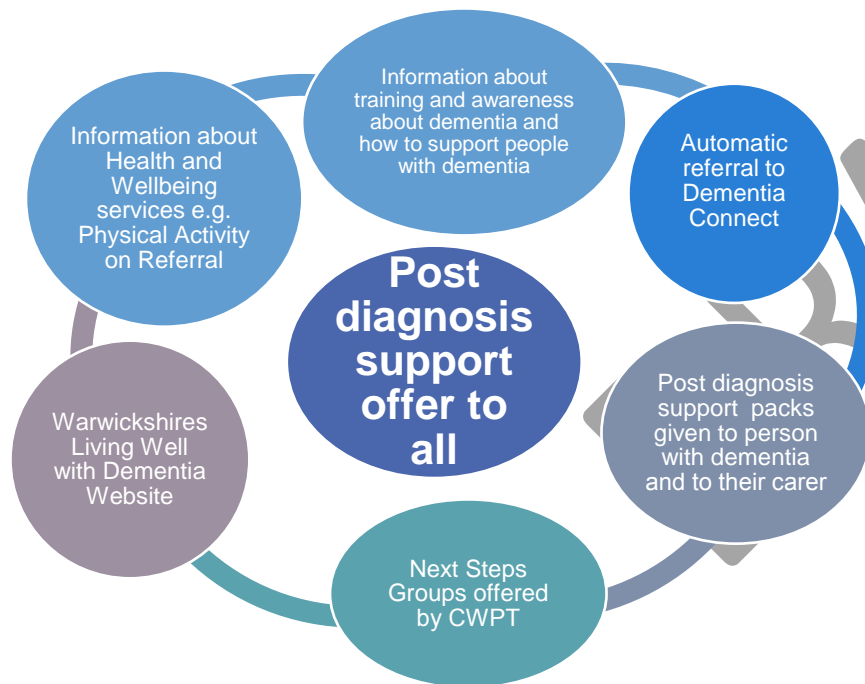 Information about
training and awareness
about dementia and
how to support people
with dementia
Automatic
referral to
Dementia
Connect
Post diagnosis
support packs
given to person
with dementia
and to their carer
Next Steps
Groups offered
by CWPT
Warwickshires
Living Well
with Dementia
Website
Information about
Health and
Wellbeing
services e.g.
Physical Activity
on Referral
Post
diagnosis
support
offer to
all